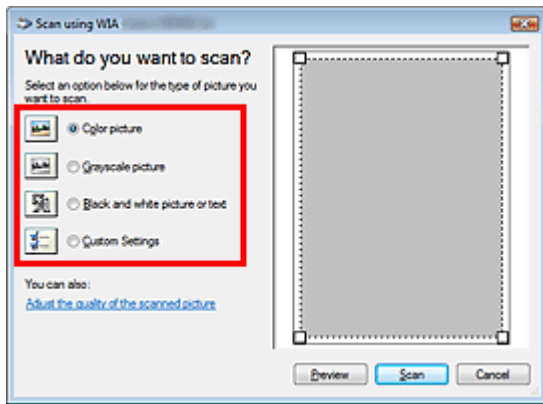 Scan using WIA
What do you want to scan?
Select an option below for the type of picture you
want to scan.
Color picture
Grayscale picture
Black and white picture or text
Custom Settings
You can also:
Adjust the quality of the scanned picture
Preview
Scan
Cancel